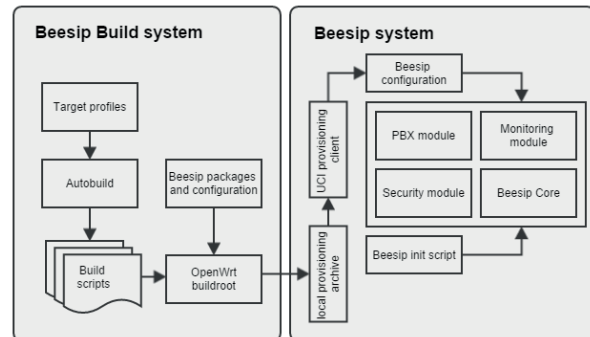 Beesip Build system
Target profiles
Autobuild
Beesip packages
and configuration
Build
scripts
OpenWrt
buildroot
Beesip system
Beesip
configuration
UCI provisioning
client
local provisioning
archive
PBX module
Monitoring
module
Security module
Beesip Core
Beesip init script